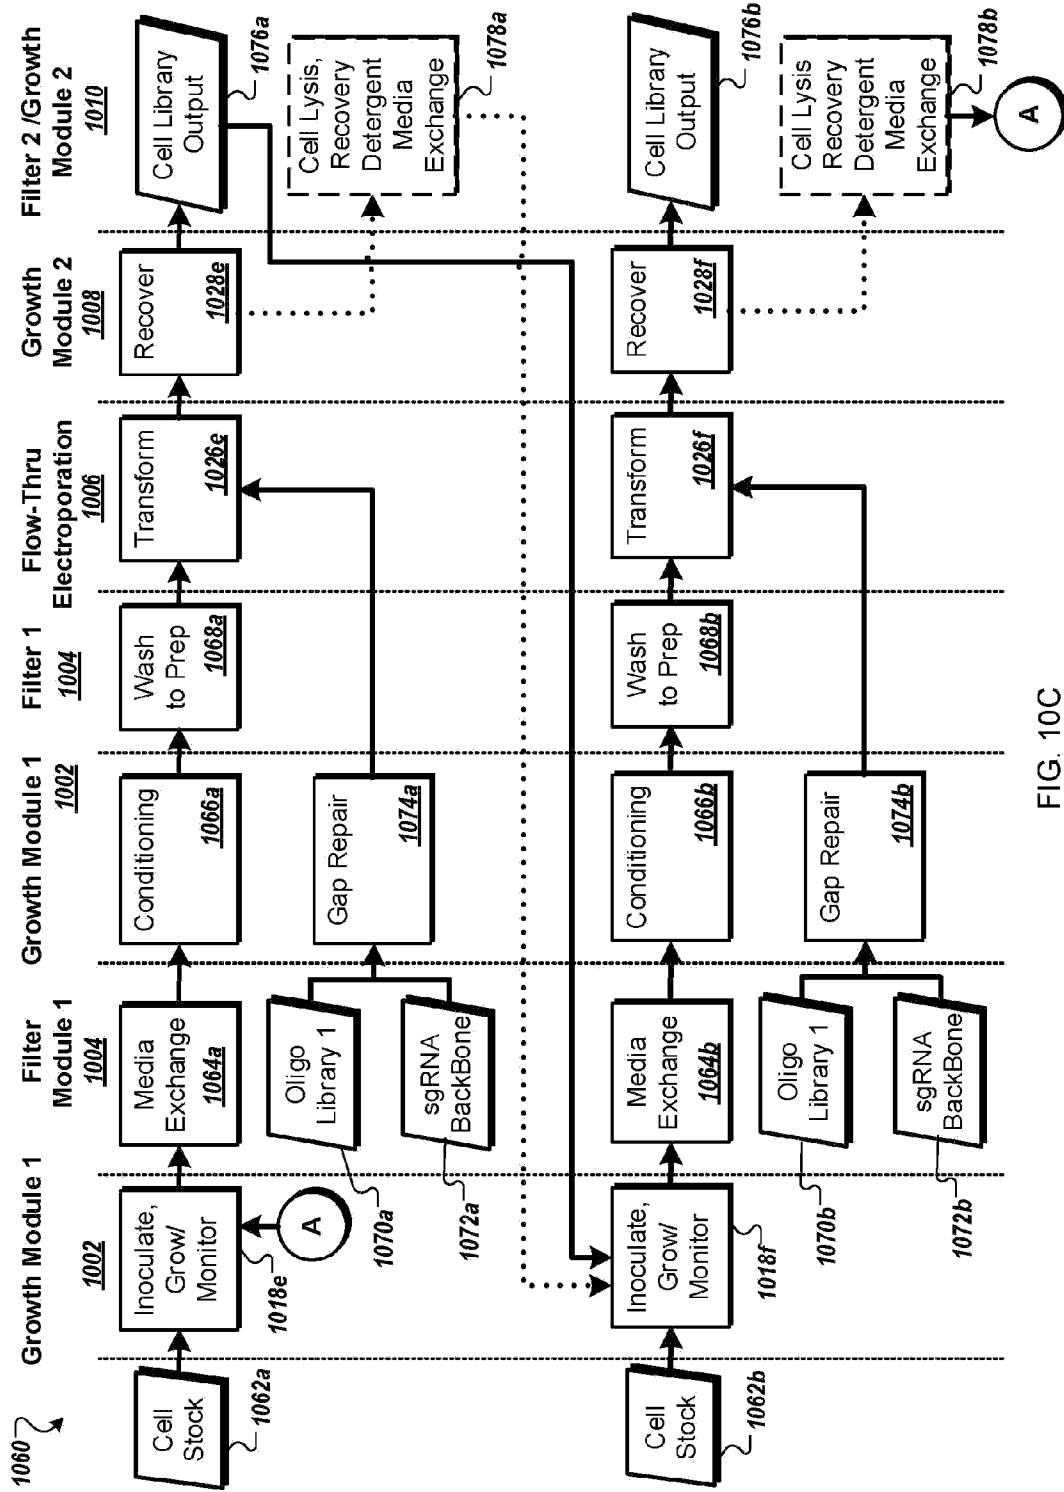 1060
Growth Module 1
1002
Filter
Module 1
1004
Growth Module 1
1002
Filter 1
1004
Flow-Thru
Electroporation
1006
Growth
Module 2
1008
Filter 2 /Growth
Module 2
1010
Cell
Stock
1062a
Inoculate,
Grow/
Monitor
1018e
A
Media
Exchange
1064a
Conditioning
1066a
Wash
to Prep
1068a
Transform
1026e
Recover
1028e
Cell Library
Output
1076a
Oligo
Library 1
1070a
sgRNA
BackBone
1072a
Gap Repair
1074a
Cell Lysis,
Recovery
Detergent
Media
Exchange
1078a
Cell
Stock
1062b
Inoculate,
Grow/
Monitor
1018f
Media
Exchange
1064b
Conditioning
1066b
Wash
to Prep
1068b
Transform
1026f
Recover
1028f
Cell Library
Output
1076b
Oligo
Library 1
1070b
sgRNA
BackBone
1072b
Gap Repair
1074b
Cell Lysis
Recovery
Detergent
Media
Exchange
1078b
A
FIG. 10C